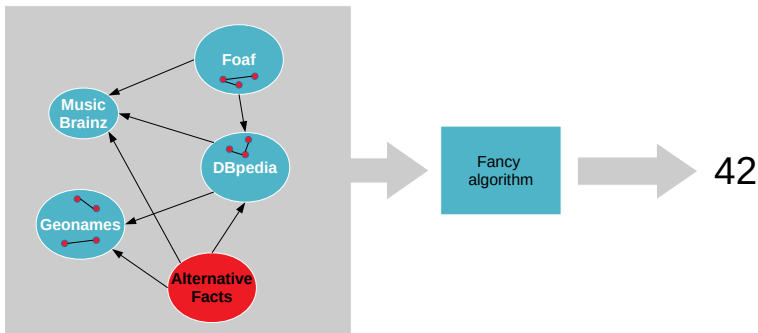 Foaf
Music
Brainz
DBpedia
Geonames
Alternative
Facts
Fancy
algorithm
42